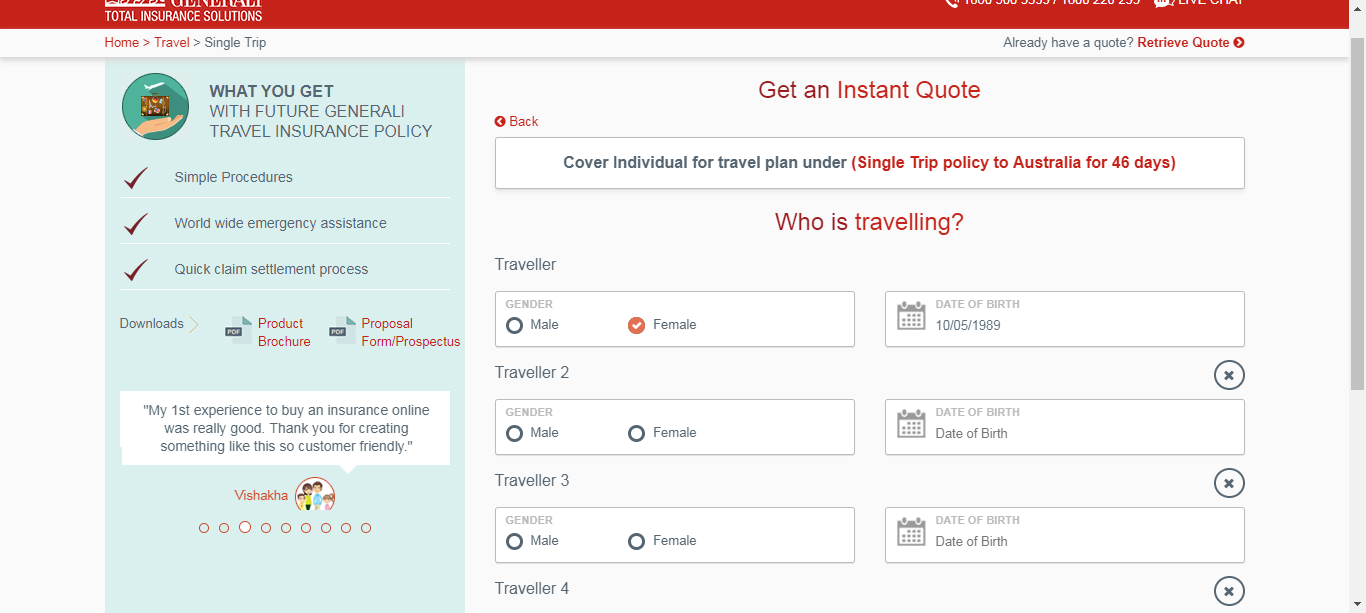 TOTAL INSURANCE SOLUTIONS
LIVE CHAT
Home > Travel > Single Trip
Already have a quote? Retrieve Quote
WHAT YOU GET
WITH FUTURE GENERALI
TRAVEL INSURANCE POLICY
Simple Procedures
World wide emergency assistance
Quick claim settlement process
Downloads
PDF
Product
Brochure
PDF
Proposal
Form/Prospectus
"My 1st experience to buy an insurance online
was really good. Thank you for creating
something like this so customer friendly."
Vishakha
Get an Instant Quote
Back
Cover Individual for travel plan under (Single Trip policy to Australia for 46 days)
Who is travelling?
Traveller
GENDER
Male Female
DATE OF BIRTH
10/05/1989
Traveller 2
GENDER
Male Female
DATE OF BIRTH
Date of Birth
Traveller 3
GENDER
Male Female
DATE OF BIRTH
Date of Birth
Traveller 4